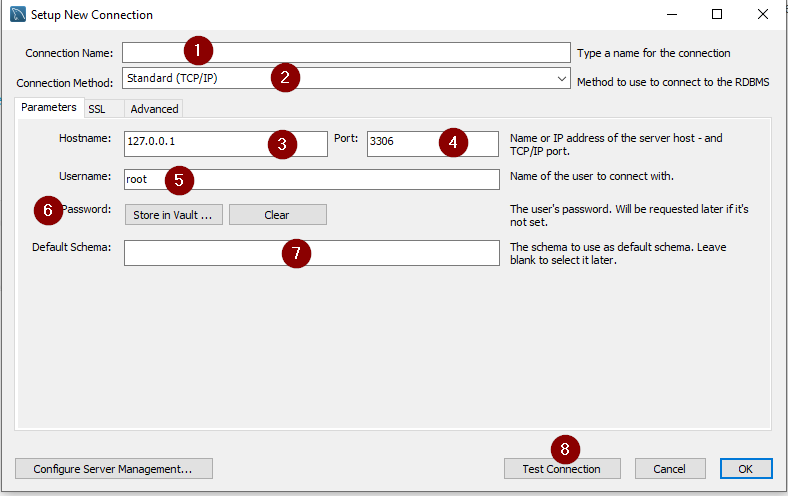 Setup New Connection
Connection Name: 1 Type a name for the connection
Connection Method: Standard (TCP/IP) 2 Method to use to connect to the RDBMS
Parameters SSL Advanced
Hostname: 127.0.0.1 3 Port: 3306 4 Name or IP address of the server host - and
TCP/IP port.
Username: root 5 Name of the user to connect with.
6 Password: Store in Vault ... Clear The user's password. Will be requested later if it's
not set.
Default Schema: 7 The schema to use as default schema. Leave
blank to select it later.
8
Configure Server Management... Test Connection Cancel OK